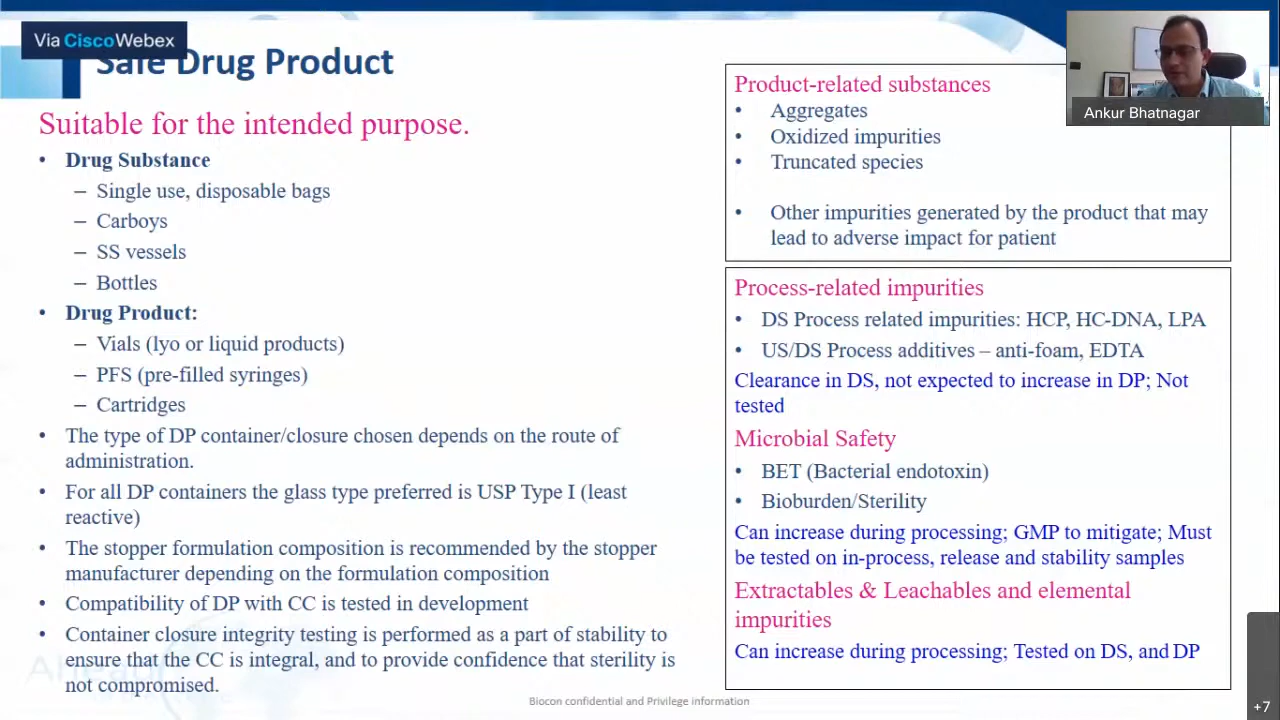 Via Cisco Webex
Safe Drug Product
Suitable for the intended purpose.
• Drug Substance
– Single use, disposable bags
– Carboys
– SS vessels
– Bottles
• Drug Product:
– Vials (lyo or liquid products)
– PFS (pre-filled syringes)
– Cartridges
• The type of DP container/closure chosen depends on the route of
administration.
• For all DP containers the glass type preferred is USP Type I (least
reactive)
• The stopper formulation composition is recommended by the stopper
manufacturer depending on the formulation composition
• Compatibility of DP with CC is tested in development
• Container closure integrity testing is performed as a part of stability to
ensure that the CC is integral, and to provide confidence that sterility is
not compromised.
Product-related substances
• Aggregates
• Oxidized impurities
• Truncated species
• Other impurities generated by the product that may
lead to adverse impact for patient
Process-related impurities
• DS Process related impurities: HCP, HC-DNA, LPA
• US/DS Process additives – anti-foam, EDTA
Clearance in DS, not expected to increase in DP; Not
tested
Microbial Safety
• BET (Bacterial endotoxin)
• Bioburden/Sterility
Can increase during processing; GMP to mitigate; Must
be tested on in-process, release and stability samples
Extractables & Leachables and elemental
impurities
Can increase during processing; Tested on DS, and DP
Ankur Bhatnagar
Biocon confidential and Privilege information
+7